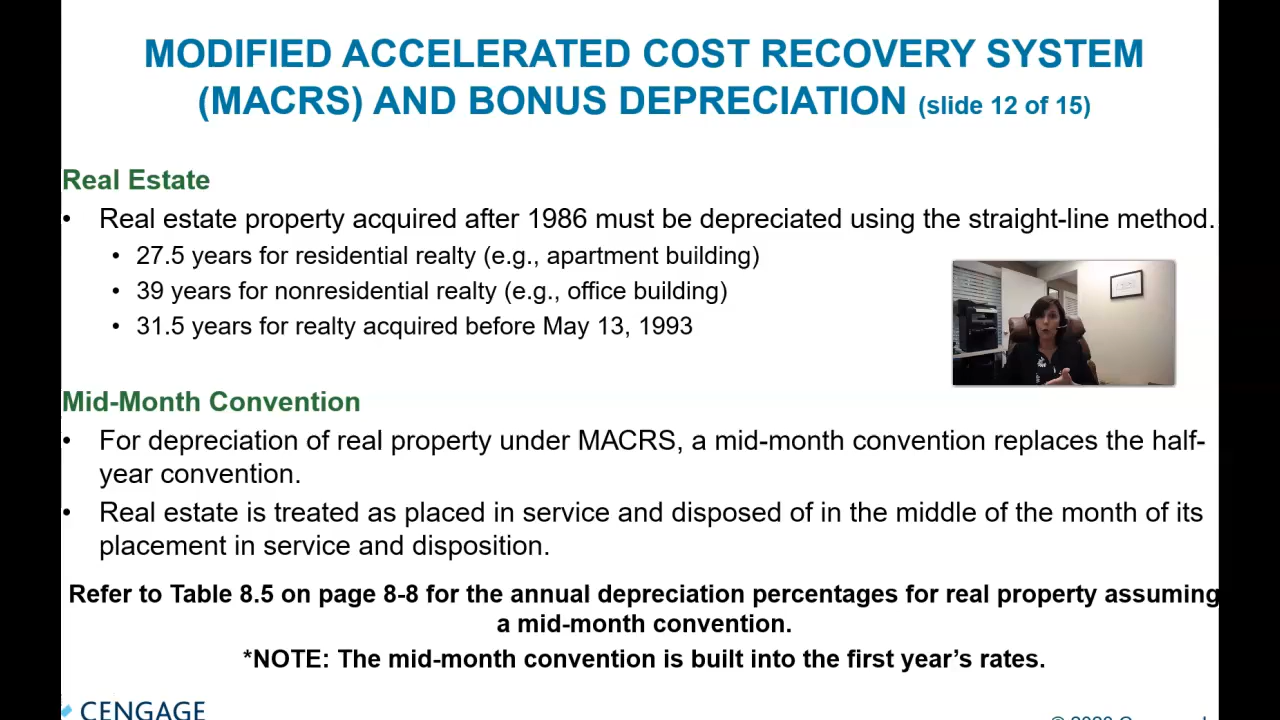 MODIFIED ACCELERATED COST RECOVERY SYSTEM
(MACRS) AND BONUS DEPRECIATION (slide 12 of 15)
Real Estate
• Real estate property acquired after 1986 must be depreciated using the straight-line method.
• 27.5 years for residential realty (e.g., apartment building)
• 39 years for nonresidential realty (e.g., office building)
• 31.5 years for realty acquired before May 13, 1993
Mid-Month Convention
• For depreciation of real property under MACRS, a mid-month convention replaces the half-
year convention.
• Real estate is treated as placed in service and disposed of in the middle of the month of its
placement in service and disposition.
Refer to Table 8.5 on page 8-8 for the annual depreciation percentages for real property assuming
a mid-month convention.
*NOTE: The mid-month convention is built into the first year’s rates.
CENGAGE